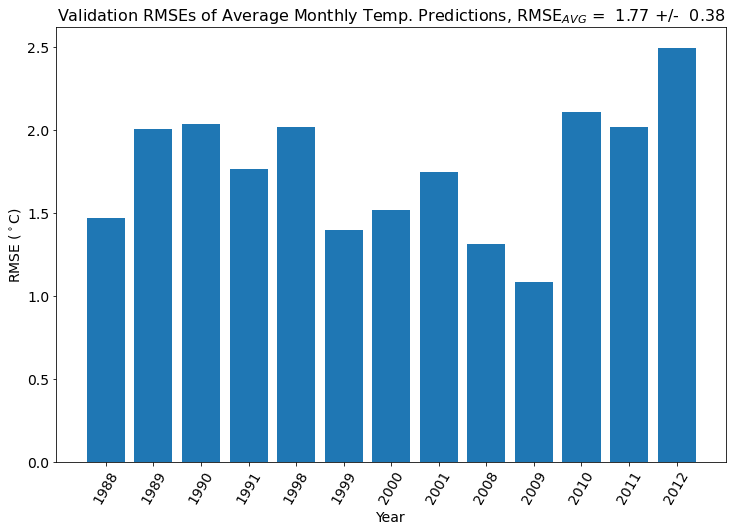 Validation RMSEs of Average Monthly Temp. Predictions, RMSE_AVG = 1.77 +/- 0.38
2.5
2.0
1.5
1.0
0.5
0.0
RMSE (°C)
1988 1989 1990 1991 1998 1999 2000 2001 2008 2009 2010 2011 2012
Year